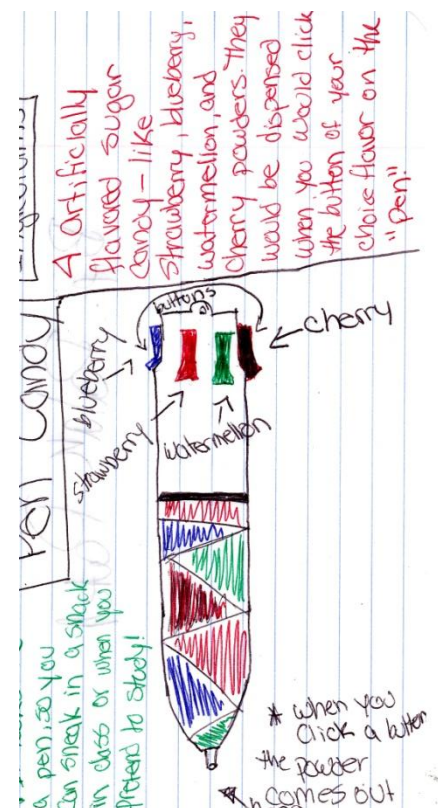 4 artificially
flavored sugar
candy-like
strawberry, blueberry,
watermellon, and
cherry powders. They
would be dispensed
when you would click
the button of your
choice flavor on the
"pen."
Pen Candy
buttons
blueberry
strawberry
watermellon
cherry
a pen, so you
can sneak in a snack
in class or when you
pretend to study!
* when you
click a button
the powder
comes out